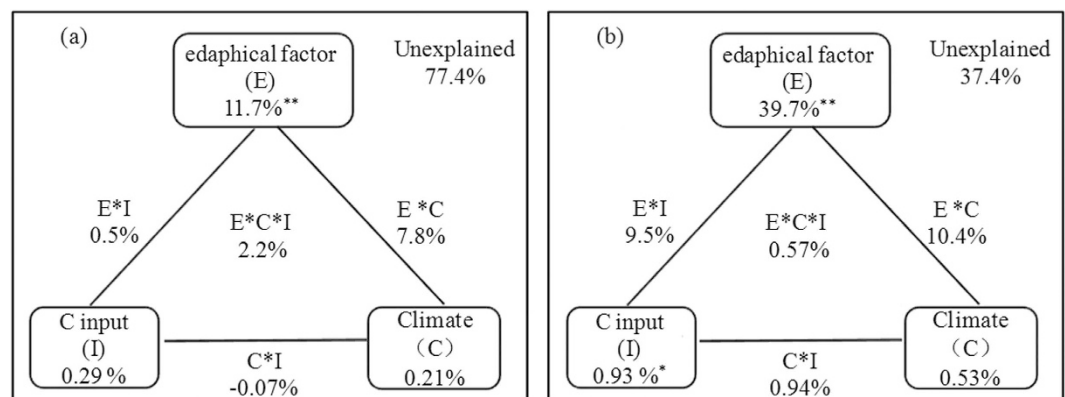 (a)
edaphical factor
(E)
11.7%**
Unexplained
77.4%
E*I
0.5%
E*C*I
2.2%
E *C
7.8%
C input
(I)
0.29 %
C*I
-0.07%
Climate
（C）
0.21%
(b)
edaphical factor
(E)
39.7%**
Unexplained
37.4%
E*I
9.5%
E*C*I
0.57%
E *C
10.4%
C input
(I)
0.93 %*
C*I
0.94%
Climate
（C）
0.53%